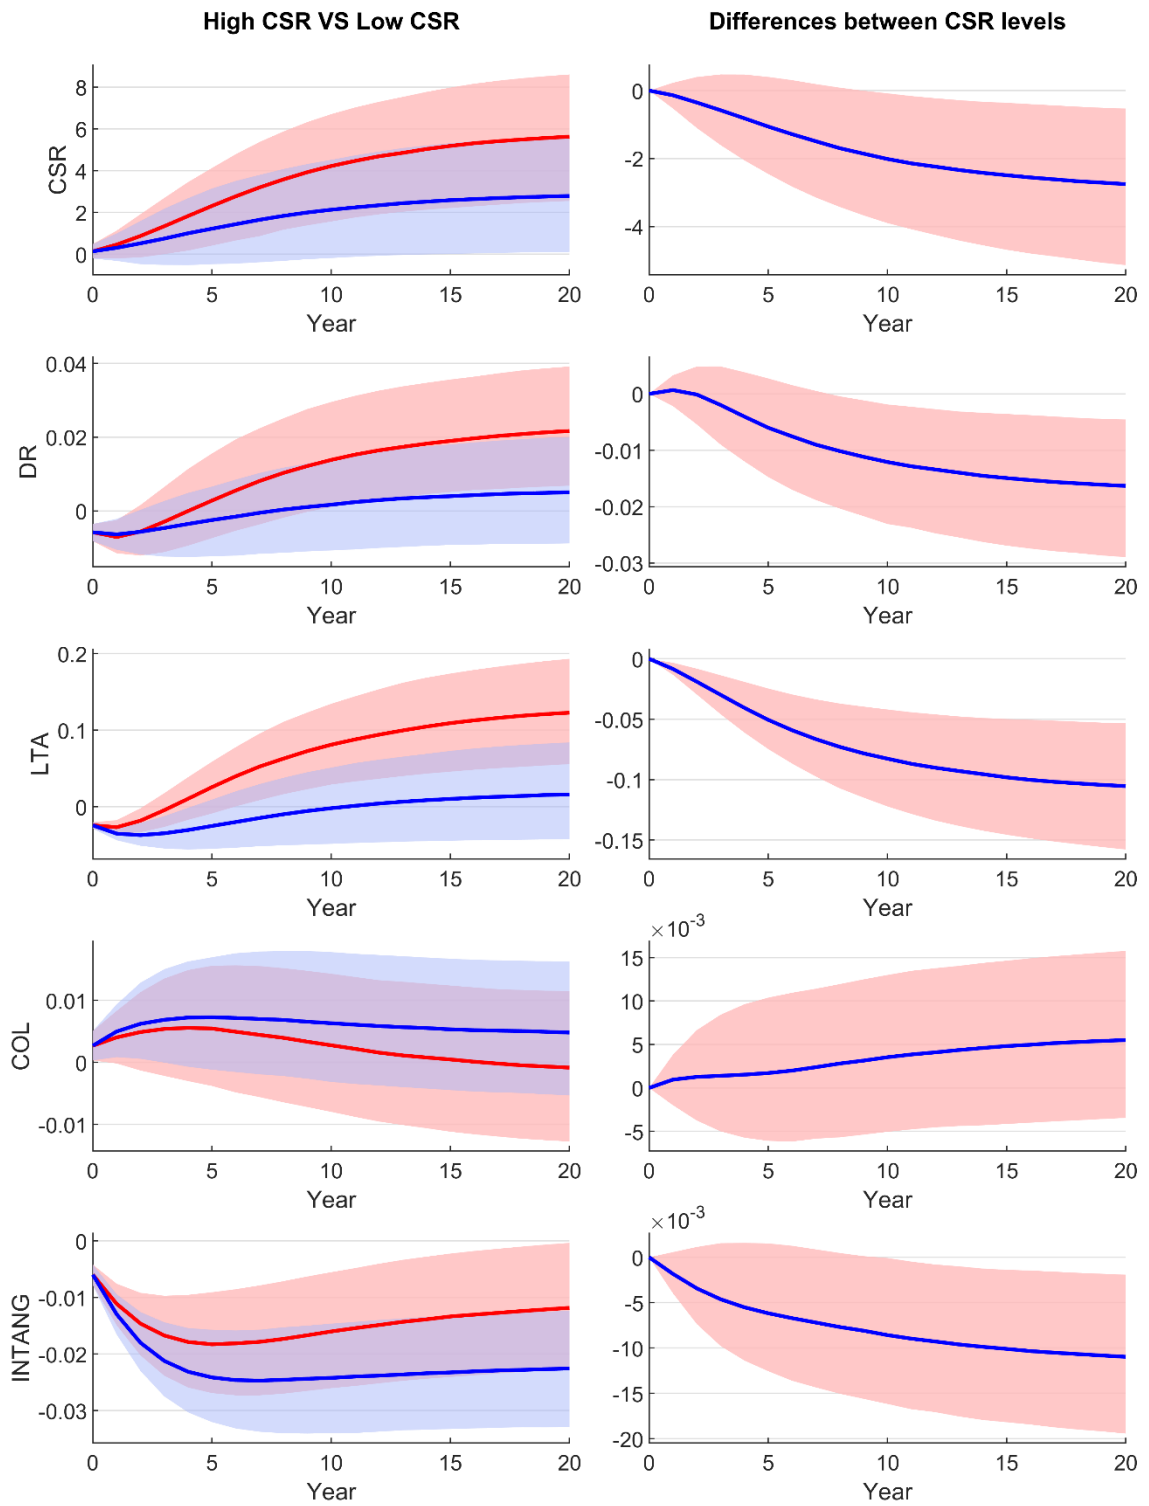 High CSR VS Low CSR
Differences between CSR levels
CSR
8
6
4
2
0
0 5 10 15 20
Year
0
-2
-4
0 5 10 15 20
Year
DR
0.04
0.02
0
0 5 10 15 20
Year
0
-0.01
-0.02
-0.03
0 5 10 15 20
Year
LTA
0.2
0.1
0
0 5 10 15 20
Year
0
-0.05
-0.1
-0.15
0 5 10 15 20
Year
COL
0.01
0
-0.01
0 5 10 15 20
Year
×10⁻³
15
10
5
0
-5
0 5 10 15 20
Year
INTANG
0
-0.01
-0.02
-0.03
0 5 10 15 20
Year
×10⁻³
0
-5
-10
-15
-20
0 5 10 15 20
Year